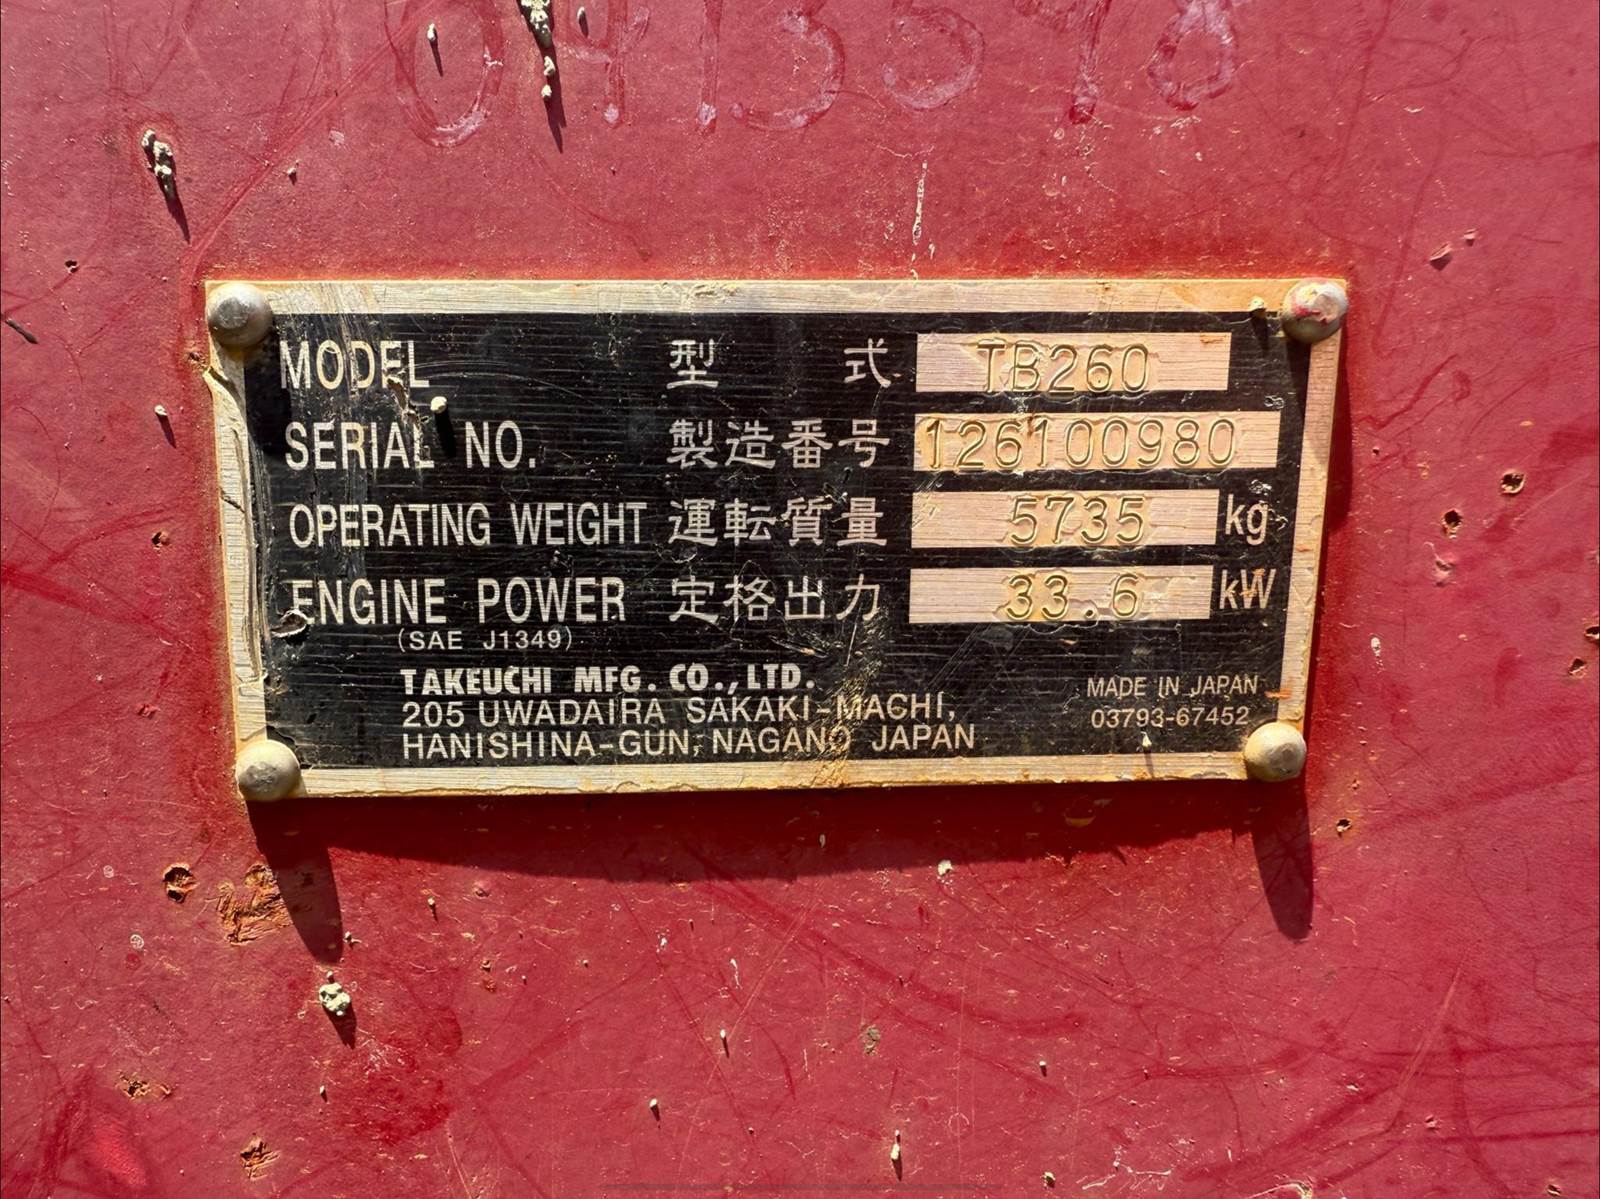 0413598
MODEL 型式 TB260
SERIAL NO. 製造番号 126100980
OPERATING WEIGHT 運転質量 5735 kg
ENGINE POWER 定格出力 33.6 kW
(SAE J1349)
TAKEUCHI MFG. CO.,LTD.
205 UWADAIRA SAKAKI-MACHI,
HANISHINA-GUN, NAGANO JAPAN
MADE IN JAPAN
03793-67452